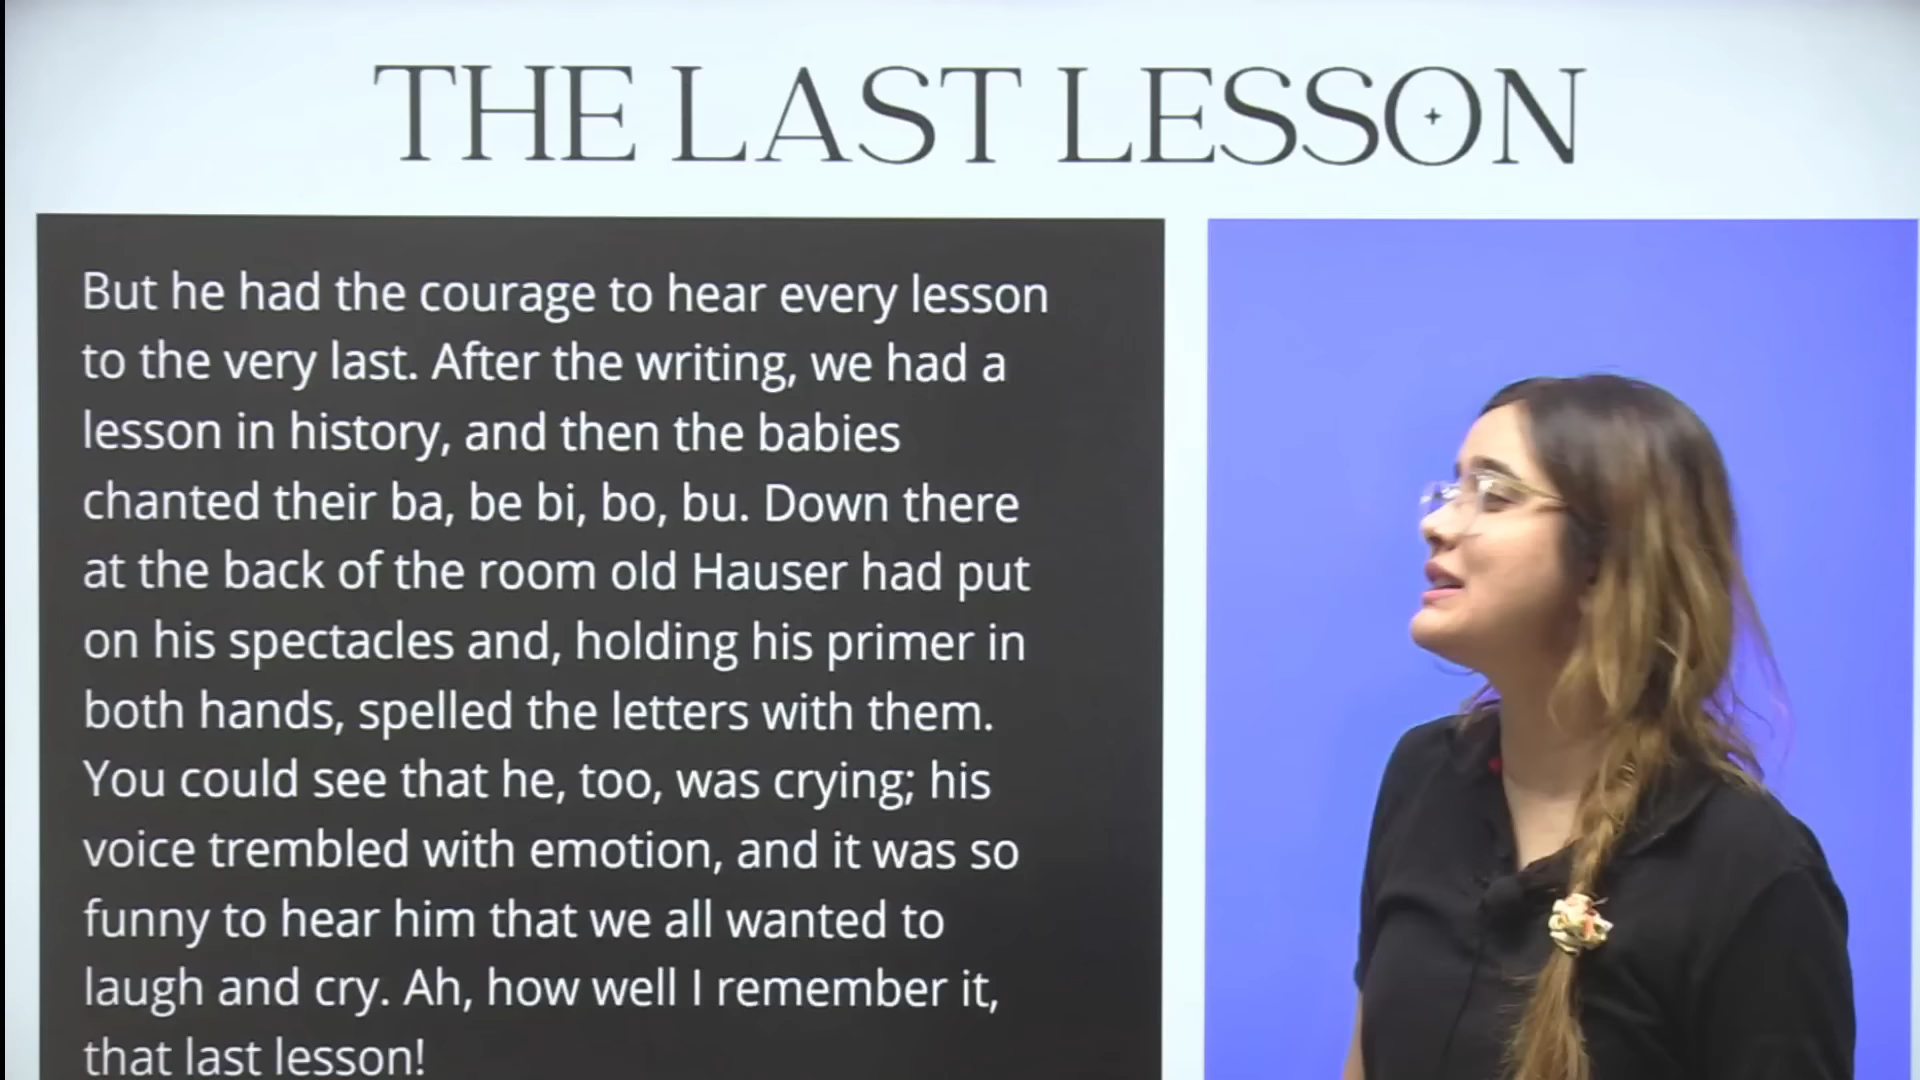 THE LAST LESSON
But he had the courage to hear every lesson
to the very last. After the writing, we had a
lesson in history, and then the babies
chanted their ba, be bi, bo, bu. Down there
at the back of the room old Hauser had put
on his spectacles and, holding his primer in
both hands, spelled the letters with them.
You could see that he, too, was crying; his
voice trembled with emotion, and it was so
funny to hear him that we all wanted to
laugh and cry. Ah, how well I remember it,
that last lesson!